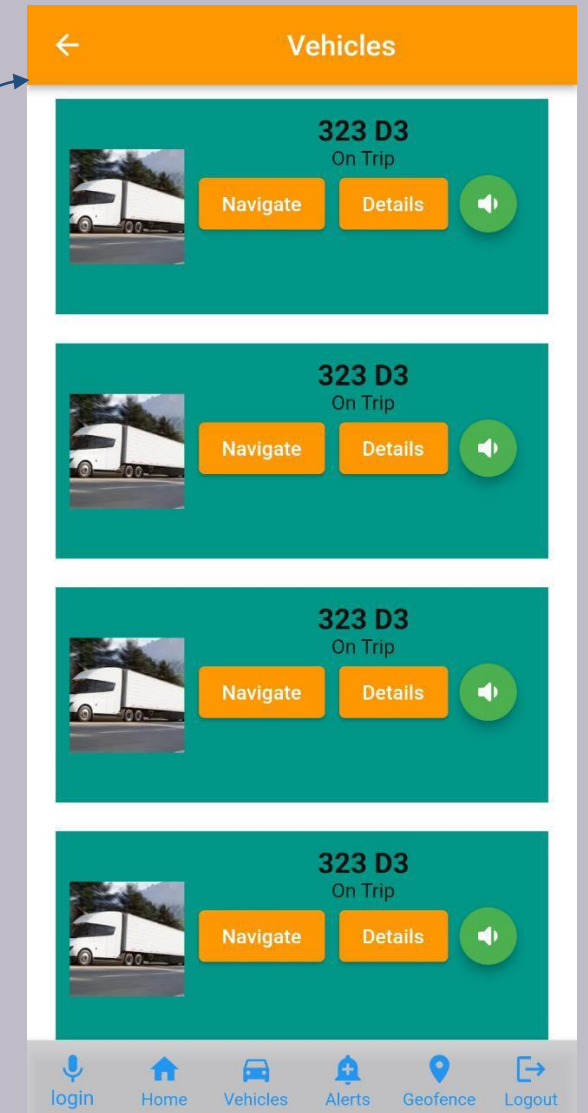 Vehicles
323 D3
On Trip
Navigate Details
323 D3
On Trip
Navigate Details
323 D3
On Trip
Navigate Details
323 D3
On Trip
Navigate Details
login Home Vehicles Alerts Geofence Logout